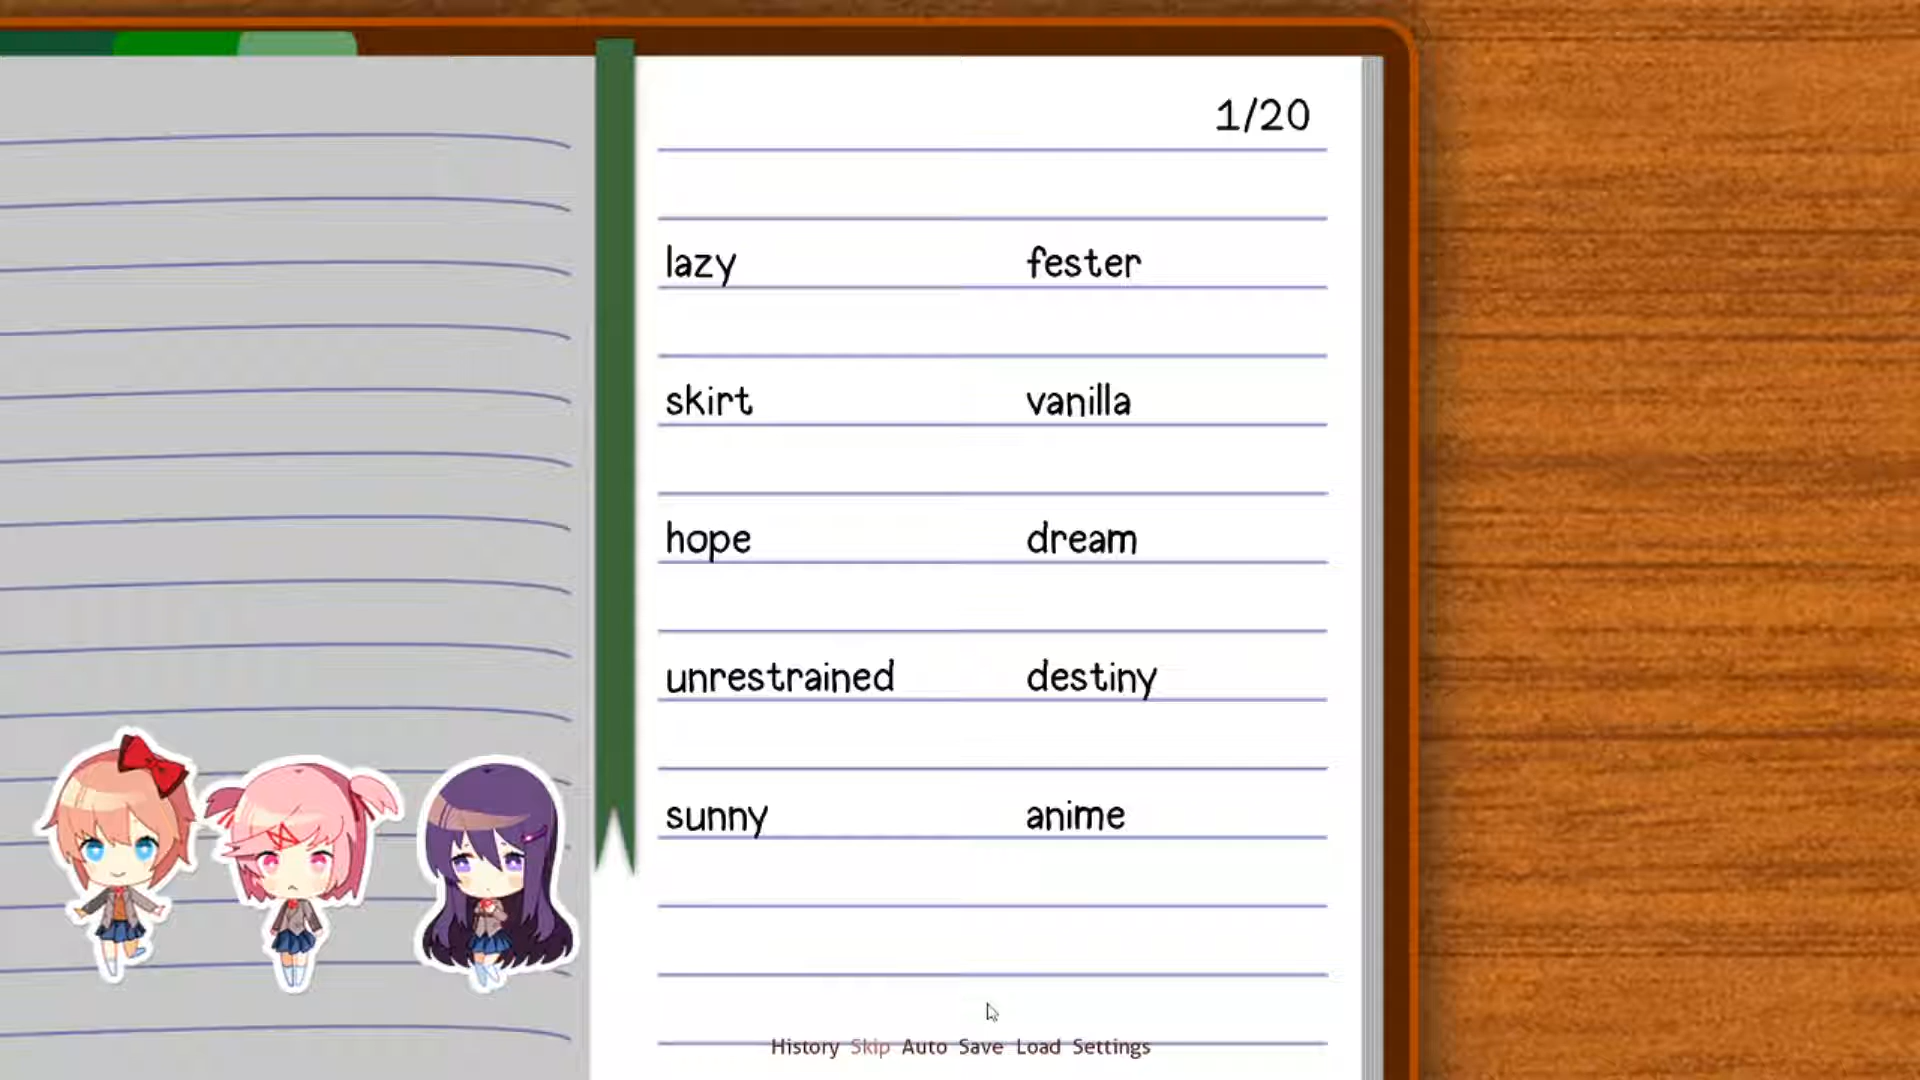 1/20
lazy fester
skirt vanilla
hope dream
unrestrained destiny
sunny anime
History Skip Auto Save Load Settings